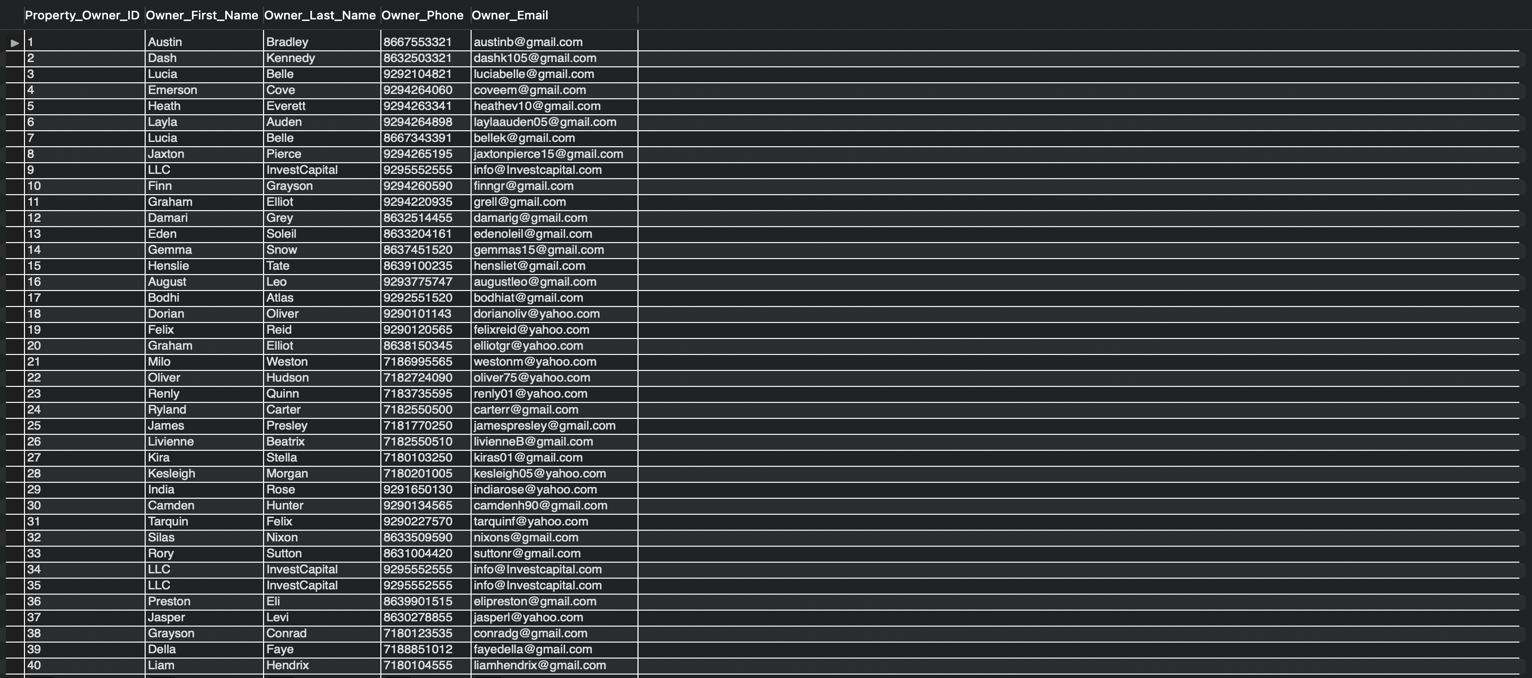 Property_Owner_ID Owner_First_Name Owner_Last_Name Owner_Phone Owner_Email
1 Austin Bradley 8667553321 austinb@gmail.com
2 Dash Kennedy 8632503321 dashk105@gmail.com
3 Lucia Belle 9292104821 luciabelle@gmail.com
4 Emerson Cove 9294264060 coveem@gmail.com
5 Heath Everett 9294263341 heathev10@gmail.com
6 Layla Auden 9294264898 laylaauden05@gmail.com
7 Lucia Belle 8667343391 bellek@gmail.com
8 Jaxton Pierce 9294265195 jaxtonpierce15@gmail.com
9 LLC InvestCapital 9295552555 info@Investcapital.com
10 Finn Grayson 9294260590 finngr@gmail.com
11 Graham Elliot 9294220935 grell@gmail.com
12 Damari Grey 8632514455 damarig@gmail.com
13 Eden Soleil 8633204161 edenoleil@gmail.com
14 Gemma Snow 8637451520 gemmas15@gmail.com
15 Henslie Tate 8639100235 hensliet@gmail.com
16 August Leo 9293775747 augustleo@gmail.com
17 Bodhi Atlas 9292551520 bodhiat@gmail.com
18 Dorian Oliver 9290101143 dorianoliv@yahoo.com
19 Felix Reid 9290120565 felixreid@yahoo.com
20 Graham Elliot 8638150345 elliotgr@yahoo.com
21 Milo Weston 7186995565 westonm@yahoo.com
22 Oliver Hudson 7182724090 oliver75@yahoo.com
23 Renly Quinn 7183735595 renly01@yahoo.com
24 Ryland Carter 7182550500 carterr@gmail.com
25 James Presley 7181770250 jamespresley@gmail.com
26 Livienne Beatrix 7182550510 livienneB@gmail.com
27 Kira Stella 7180103250 kiras01@gmail.com
28 Kesleigh Morgan 7180201005 kesleigh05@yahoo.com
29 India Rose 9291650130 indiarose@yahoo.com
30 Camden Hunter 9290134565 camdenh90@gmail.com
31 Tarquin Felix 9290227570 tarquinf@yahoo.com
32 Silas Nixon 8633509590 nixons@gmail.com
33 Rory Sutton 8631004420 suttonr@gmail.com
34 LLC InvestCapital 9295552555 info@Investcapital.com
35 LLC InvestCapital 9295552555 info@Investcapital.com
36 Preston Eli 8639901515 elipreston@gmail.com
37 Jasper Levi 8630278855 jasperl@yahoo.com
38 Grayson Conrad 7180123535 conradg@gmail.com
39 Della Faye 7188851012 fayedella@gmail.com
40 Liam Hendrix 7180104555 liamhendrix@gmail.com